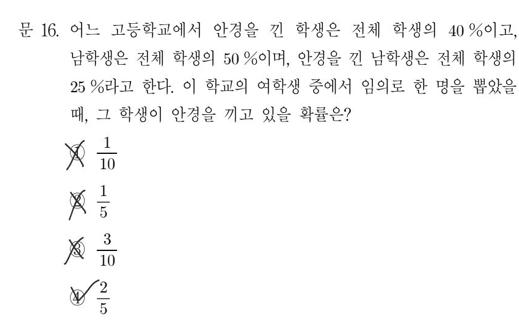 문 16. 어느 고등학교에서 안경을 낀 학생은 전체 학생의 40 %이고,
남학생은 전체 학생의 50 %이며, 안경을 낀 남학생은 전체 학생의
25 %라고 한다. 이 학교의 여학생 중에서 임의로 한 명을 뽑았을
때, 그 학생이 안경을 끼고 있을 확률은?
① 1/10
② 1/5
③ 3/10
④ 2/5